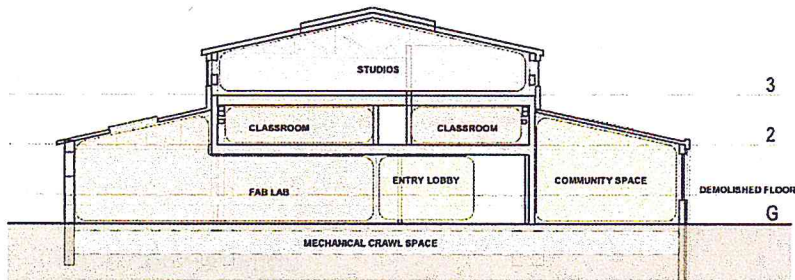 STUDIOS
3
CLASSROOM
CLASSROOM
2
FAB LAB
ENTRY LOBBY
COMMUNITY SPACE
DEMOLISHED FLOOR
G
MECHANICAL CRAWL SPACE